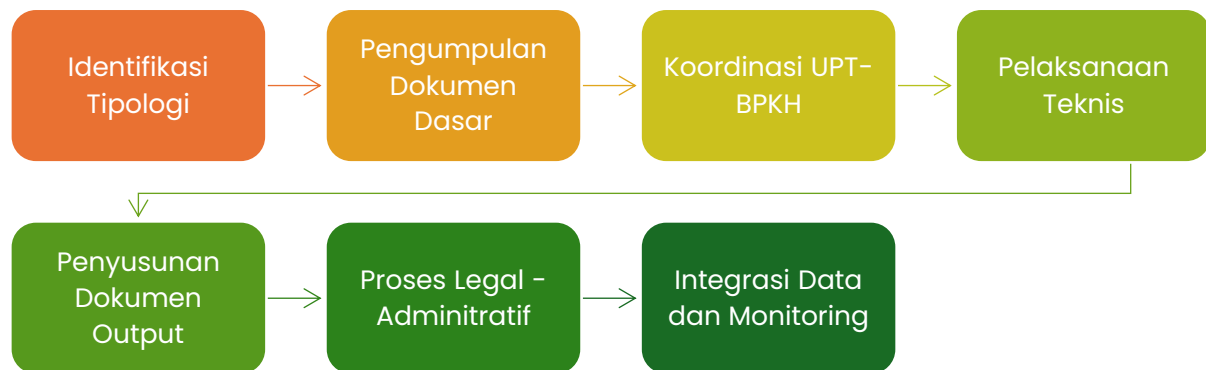 Identifikasi
Tipologi
Pengumpulan
Dokumen
Dasar
Koordinasi UPT-
BPKH
Pelaksanaan
Teknis
Penyusunan
Dokumen
Output
Proses Legal -
Adminitratif
Integrasi Data
dan Monitoring